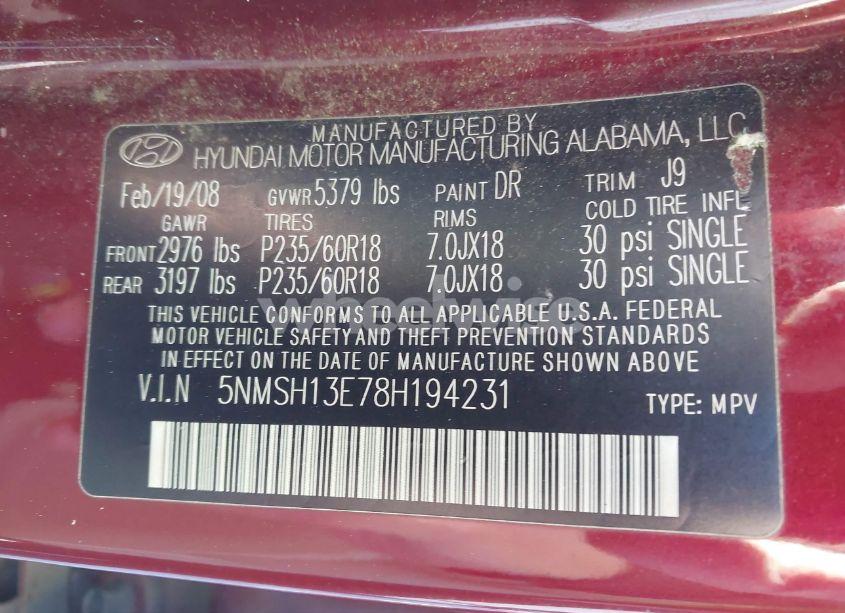 MANUFACTURED BY
HYUNDAI MOTOR MANUFACTURING ALABAMA, LLC
Feb/19/08 GVWR 5379 lbs PAINT DR TRIM J9
GAWR TIRES RIMS COLD TIRE INFL
FRONT 2976 lbs P235/60R18 7.0JX18 30 psi SINGLE
REAR 3197 lbs P235/60R18 7.0JX18 30 psi SINGLE
wheelwise
THIS VEHICLE CONFORMS TO ALL APPLICABLE U.S.A. FEDERAL
MOTOR VEHICLE SAFETY AND THEFT PREVENTION STANDARDS
IN EFFECT ON THE DATE OF MANUFACTURE SHOWN ABOVE.
V.I.N 5NMSH13E78H194231 TYPE: MPV